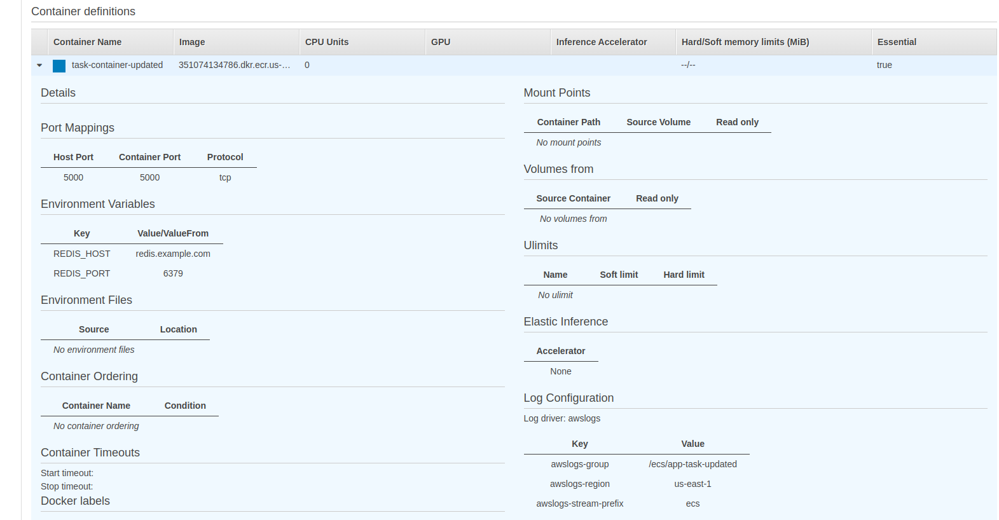 Container definitions
Container Name Image CPU Units GPU Inference Accelerator Hard/Soft memory limits (MiB) Essential
task-container-updated 351074134786.dkr.ecr.us-... 0 --/-- true
Details
Port Mappings
Host Port Container Port Protocol
5000 5000 tcp
Environment Variables
Key Value/ValueFrom
REDIS_HOST redis.example.com
REDIS_PORT 6379
Environment Files
Source Location
No environment files
Container Ordering
Container Name Condition
No container ordering
Container Timeouts
Start timeout:
Stop timeout:
Docker labels
Mount Points
Container Path Source Volume Read only
No mount points
Volumes from
Source Container Read only
No volumes from
Ulimits
Name Soft limit Hard limit
No ulimit
Elastic Inference
Accelerator
None
Log Configuration
Log driver: awslogs
Key Value
awslogs-group /ecs/app-task-updated
awslogs-region us-east-1
awslogs-stream-prefix ecs